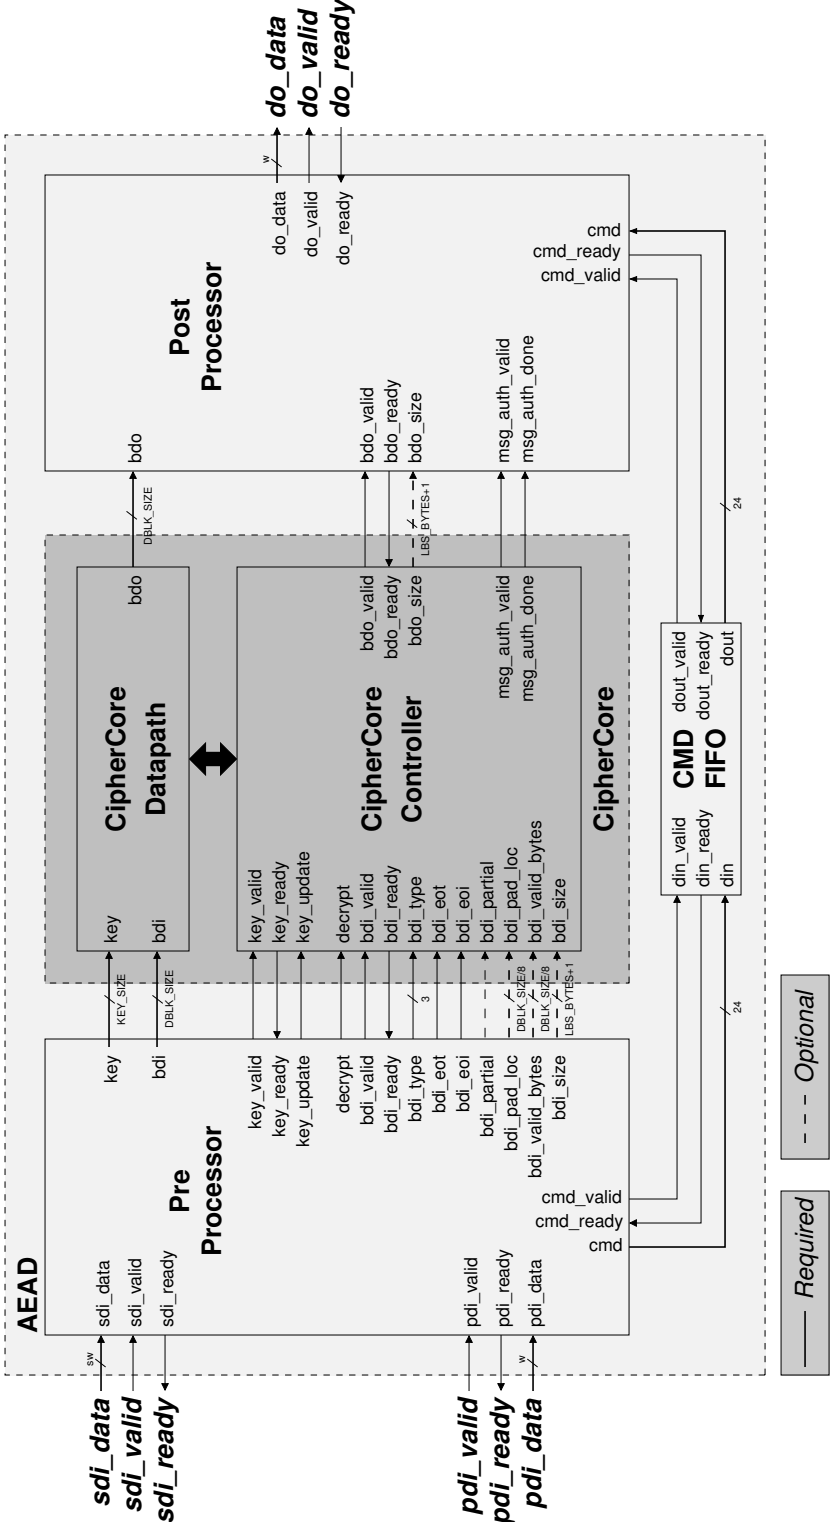 AEAD
sdi_data
sdi_valid
sdi_ready
pdi_valid
pdi_ready
pdi_data
sw
w
sdi_data
sdi_valid
sdi_ready
pdi_valid
pdi_ready
pdi_data
Pre
Processor
key
bdi
key_valid
key_ready
key_update
decrypt
bdi_valid
bdi_ready
bdi_type
bdi_eot
bdi_eoi
bdi_partial
bdi_pad_loc
bdi_valid_bytes
bdi_size
cmd_valid
cmd_ready
cmd
KEY_SIZE
DBLK_SIZE
3
DBLK_SIZE/8
DBLK_SIZE/8
LBS_BYTES+1
24
key
bdi
CipherCore
Datapath
bdo
key_valid
key_ready
key_update
decrypt
bdi_valid
bdi_ready
bdi_type
bdi_eot
bdi_eoi
bdi_partial
bdi_pad_loc
bdi_valid_bytes
bdi_size
CipherCore
Controller
bdo_valid
bdo_ready
bdo_size
msg_auth_valid
msg_auth_done
CipherCore
din_valid
din_ready
din
CMD
FIFO
dout_valid
dout_ready
dout
DBLK_SIZE
LBS_BYTES+1
24
bdo
bdo_valid
bdo_ready
bdo_size
msg_auth_valid
msg_auth_done
Post
Processor
cmd
cmd_ready
cmd_valid
do_data
do_valid
do_ready
w
do_data
do_valid
do_ready
Required
Optional